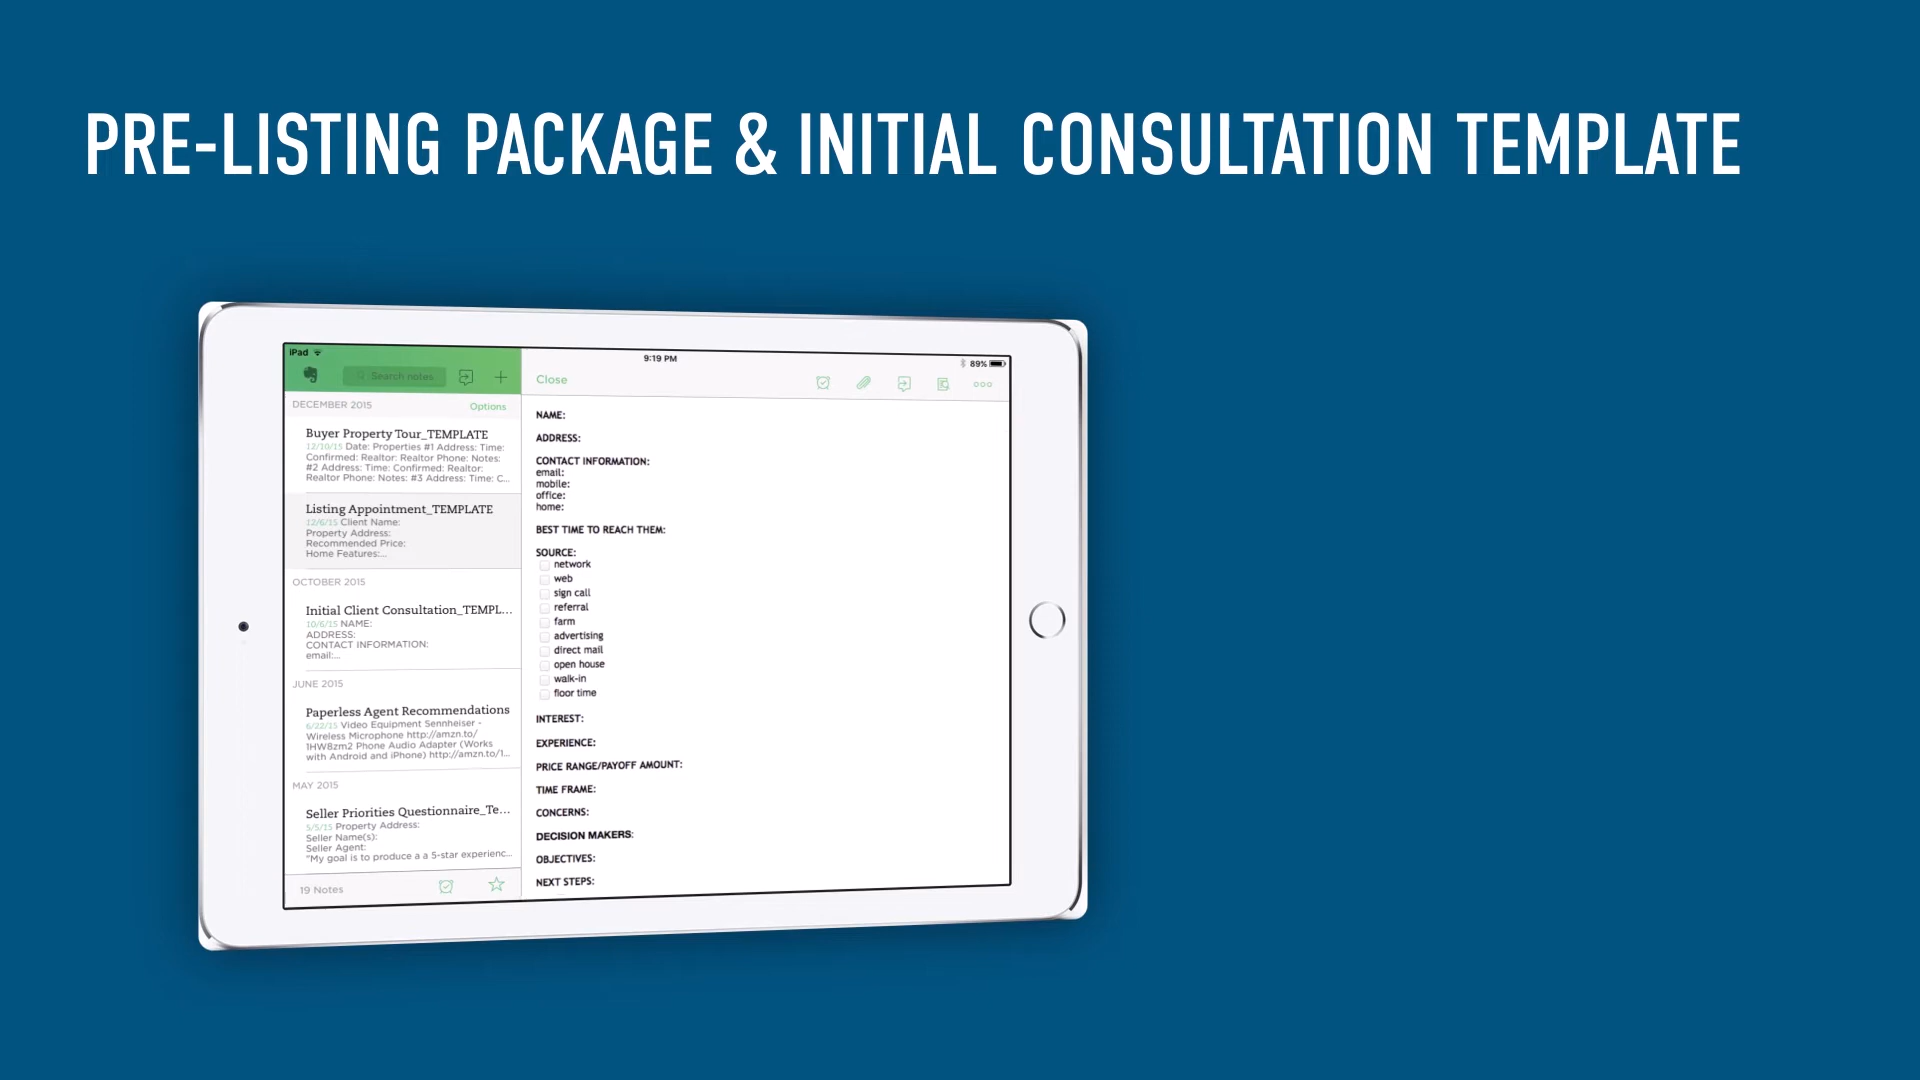 PRE-LISTING PACKAGE & INITIAL CONSULTATION TEMPLATE
iPad
9:19 PM
89%
Search notes
Close
DECEMBER 2015
Options
Buyer Property Tour_TEMPLATE
12/10/15 Date: Properties #1 Address: Time:
Confirmed: Realtor: Realtor Phone: Notes:
#2 Address: Time: Confirmed: Realtor:
Realtor Phone: Notes: #3 Address: Time: C...
Listing Appointment_TEMPLATE
12/6/15 Client Name:
Property Address:
Recommended Price:
Home Features:...
OCTOBER 2015
Initial Client Consultation_TEMPL...
10/6/15 NAME:
ADDRESS:
CONTACT INFORMATION:
email:...
JUNE 2015
Paperless Agent Recommendations
6/22/15 Video Equipment Sennheiser -
Wireless Microphone http://amzn.to/
1HW8zm2 Phone Audio Adapter (Works
with Android and iPhone) http://amzn.to/1...
MAY 2015
Seller Priorities Questionnaire_Te...
5/5/15 Property Address:
Seller Name(s):
Seller Agent:
"My goal is to produce a a 5-star experienc...
19 Notes
NAME:
ADDRESS:
CONTACT INFORMATION:
email:
mobile:
office:
home:
BEST TIME TO REACH THEM:
SOURCE:
network
web
sign call
referral
farm
advertising
direct mail
open house
walk-in
floor time
INTEREST:
EXPERIENCE:
PRICE RANGE/PAYOFF AMOUNT:
TIME FRAME:
CONCERNS:
DECISION MAKERS:
OBJECTIVES:
NEXT STEPS: